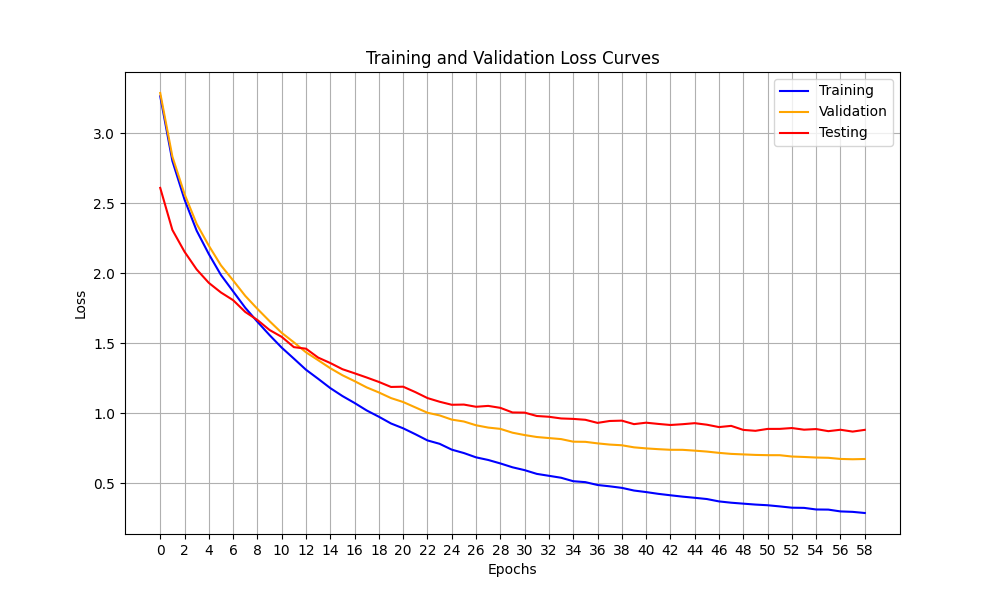 Training and Validation Loss Curves
Training
Validation
Testing
Loss
3.0
2.5
2.0
1.5
1.0
0.5
0 2 4 6 8 10 12 14 16 18 20 22 24 26 28 30 32 34 36 38 40 42 44 46 48 50 52 54 56 58
Epochs